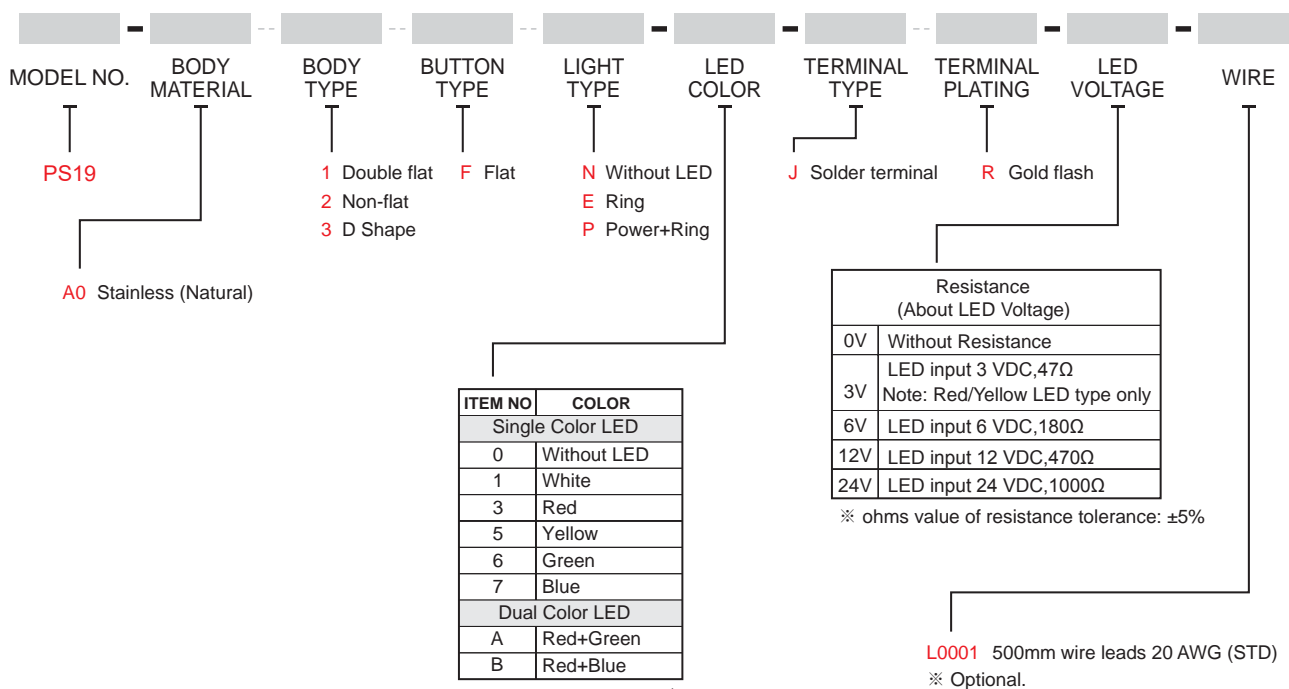 MODEL NO.
BODY
MATERIAL
BODY
TYPE
BUTTON
TYPE
LIGHT
TYPE
LED
COLOR
TERMINAL
TYPE
TERMINAL
PLATING
LED
VOLTAGE
WIRE
PS19
A0 Stainless (Natural)
1 Double flat
2 Non-flat
3 D Shape
F Flat
N Without LED
E Ring
P Power+Ring
J Solder terminal
R Gold flash
ITEM NO COLOR
Single Color LED
0 Without LED
1 White
3 Red
5 Yellow
6 Green
7 Blue
Dual Color LED
A Red+Green
B Red+Blue
Resistance
(About LED Voltage)
0V Without Resistance
3V LED input 3 VDC,47Ω
Note: Red/Yellow LED type only
6V LED input 6 VDC,180Ω
12V LED input 12 VDC,470Ω
24V LED input 24 VDC,1000Ω
※ ohms value of resistance tolerance: ±5%
L0001 500mm wire leads 20 AWG (STD)
※ Optional.